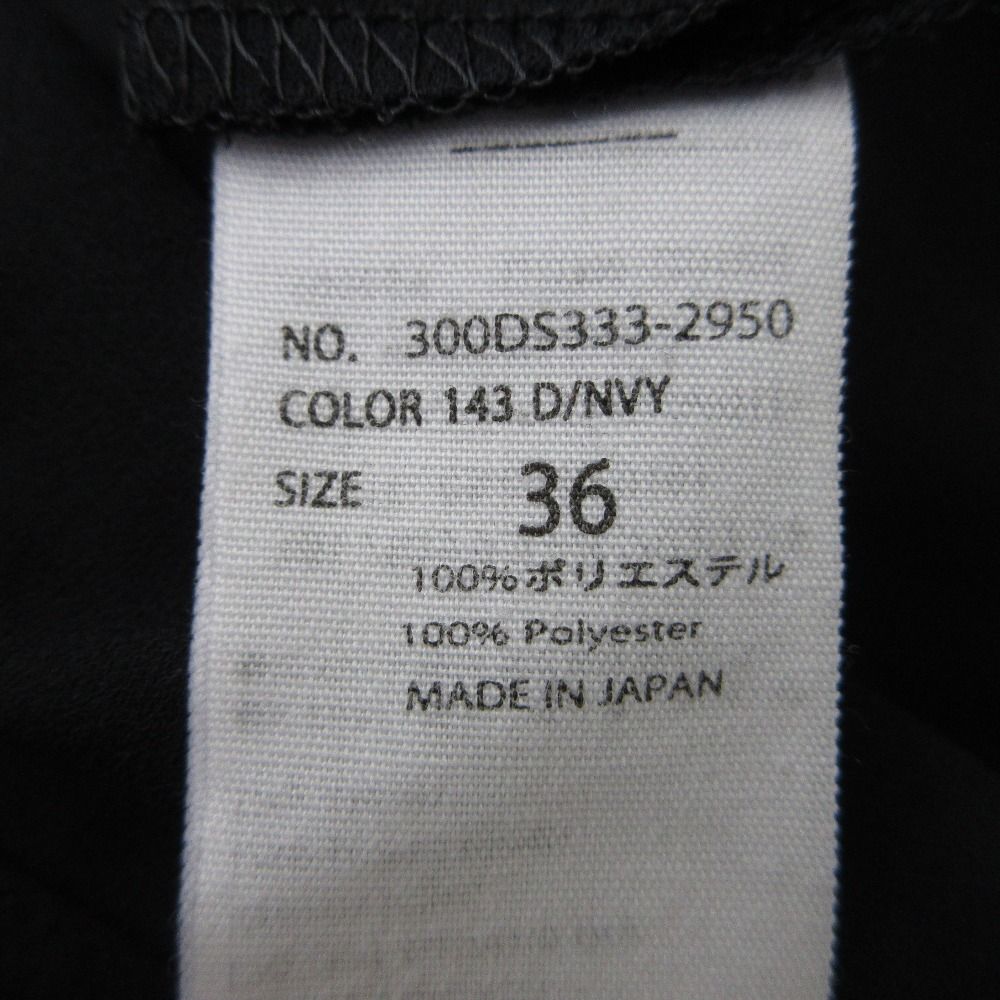 NO. 300DS333-2950
COLOR 143 D/NVY
SIZE 36
100%ポリエステル
100% Polyester
MADE IN JAPAN